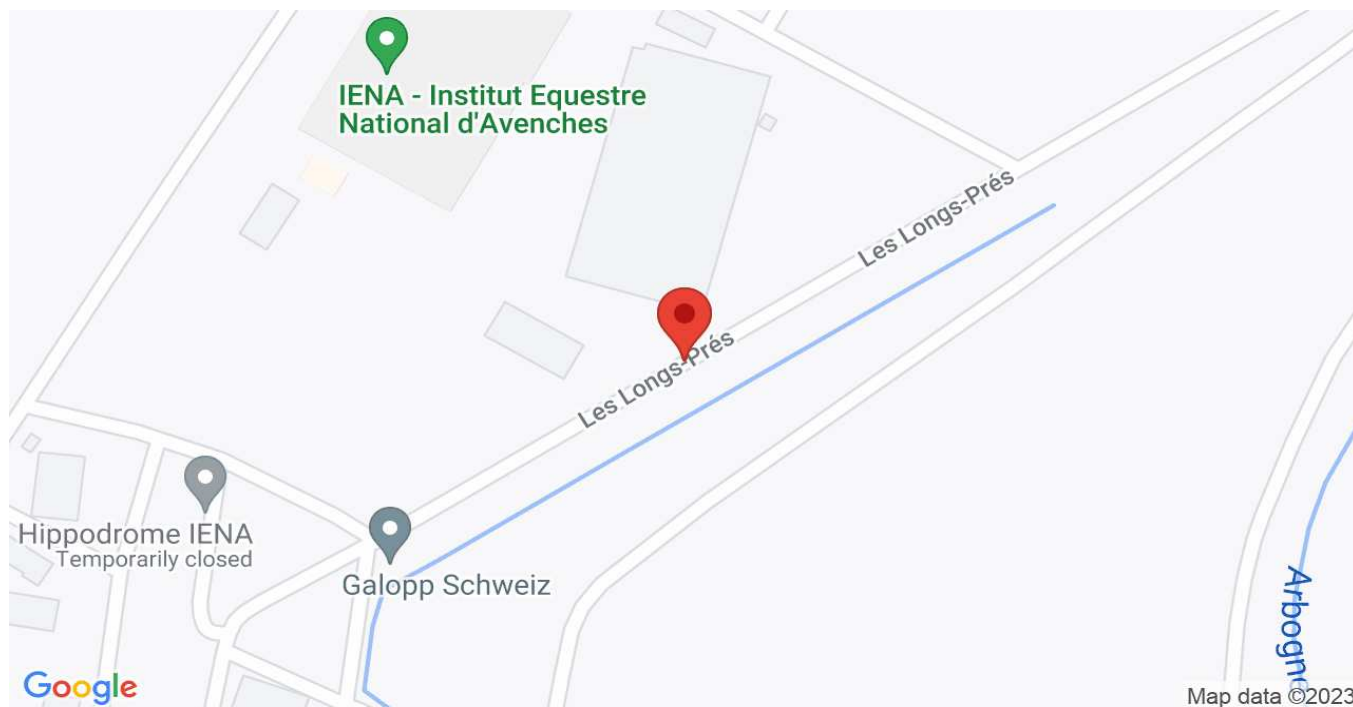 IENA - Institut Equestre
National d'Avenches
Les Longs-Prés
Les Longs-Prés
Hippodrome IENA
Temporarily closed
Galopp Schweiz
Arbogne
Google
Map data ©2023